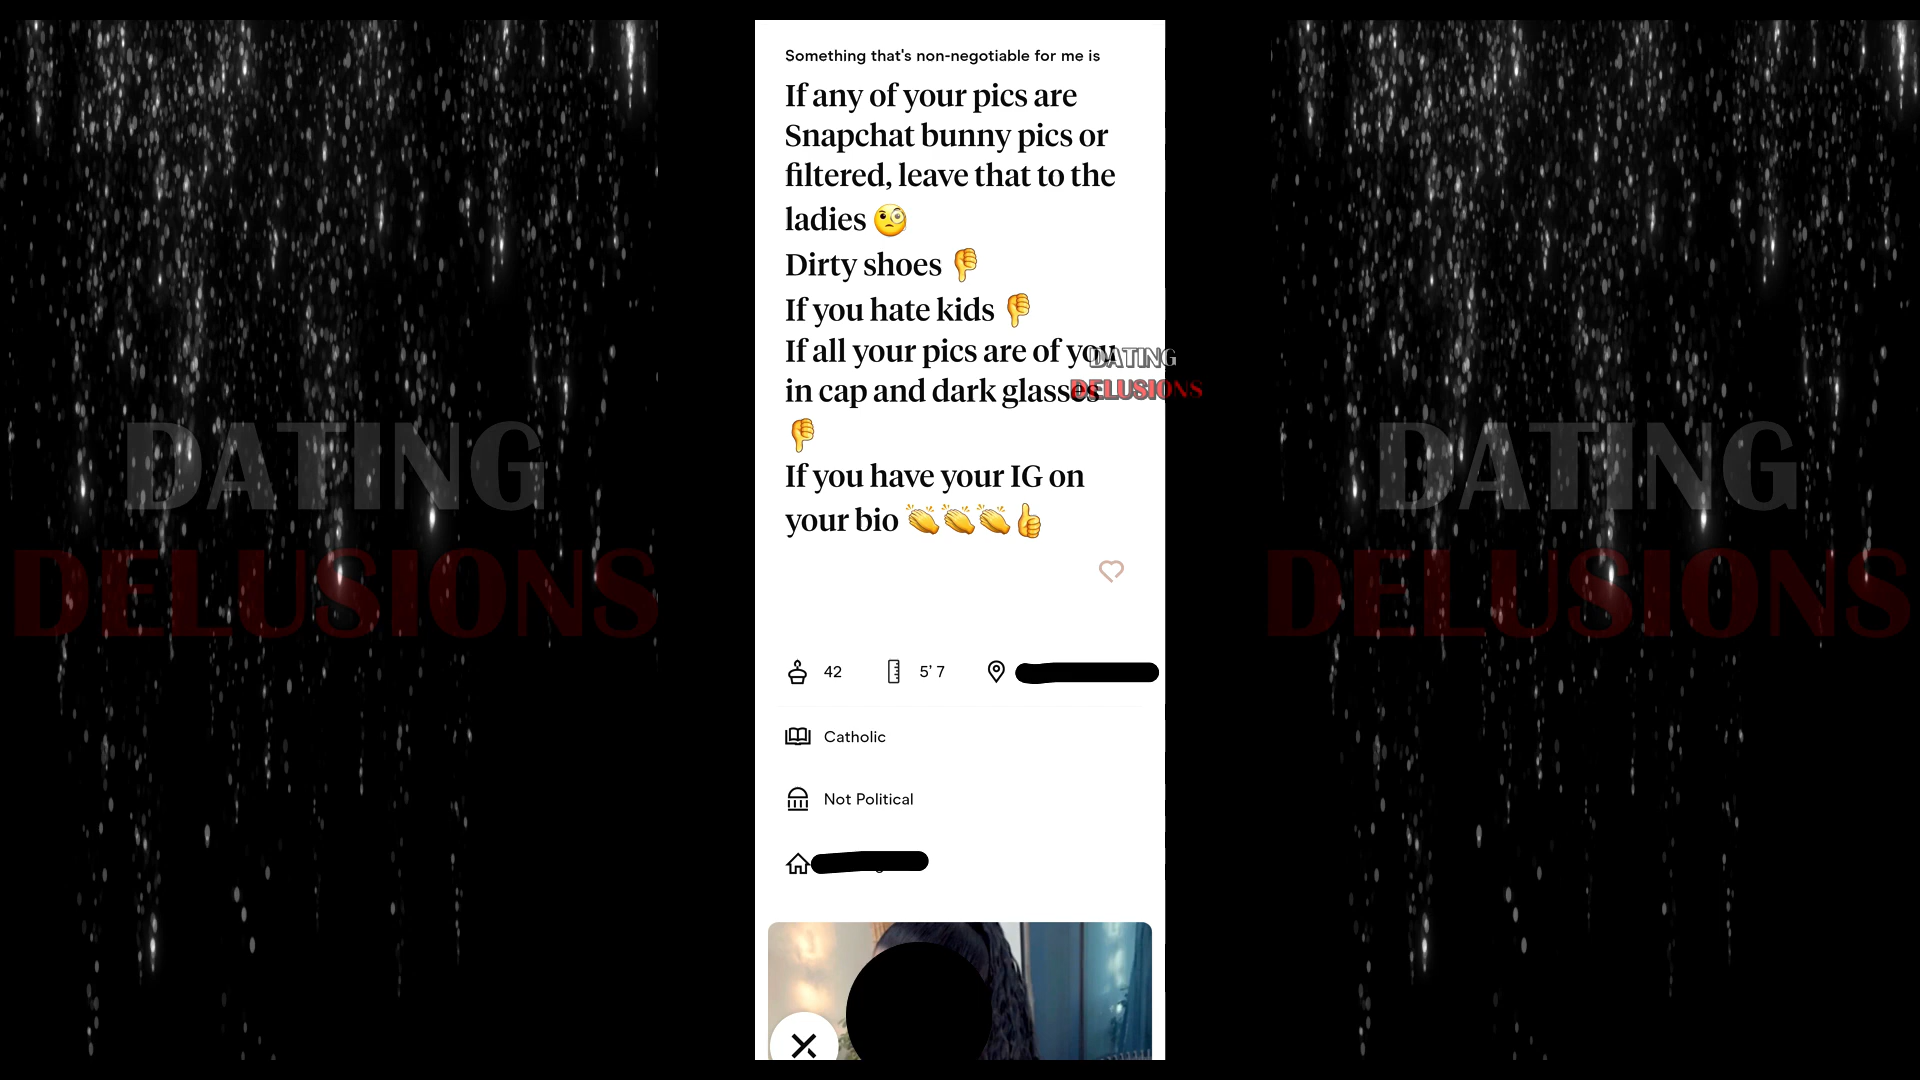 Something that's non-negotiable for me is
If any of your pics are
Snapchat bunny pics or
filtered, leave that to the
ladies 🧐
Dirty shoes 👎
If you hate kids 👎
If all your pics are of you
in cap and dark glasses
👎
If you have your IG on
your bio 👏👏👏👍
DATING
DELUSIONS
42
5' 7
Catholic
Not Political
DATING
DELUSIONS
DATING
DELUSIONS